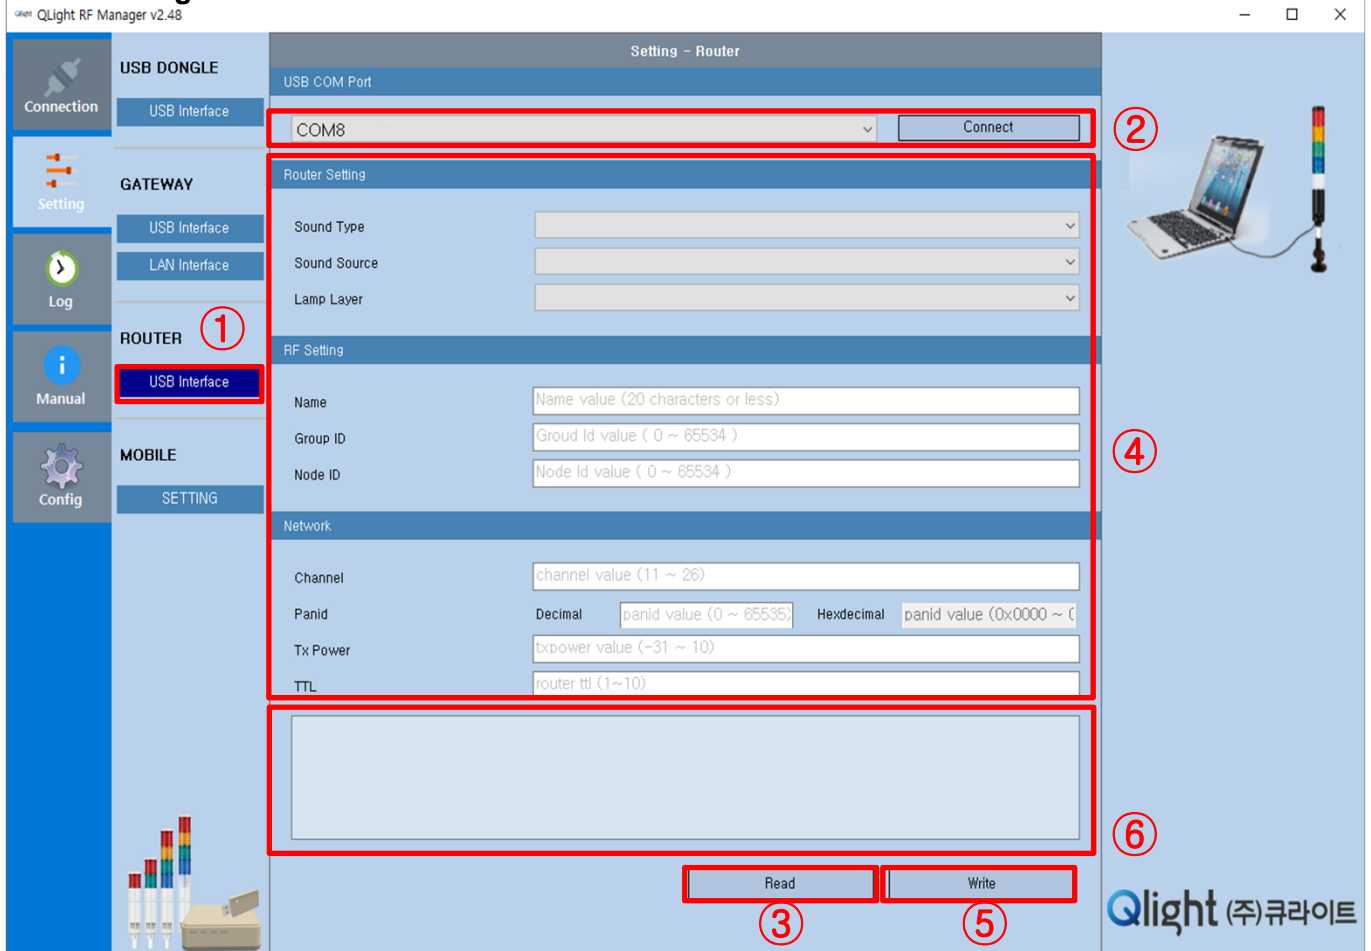 QLight RF Manager v2.48
Setting - Router
Connection
Setting
Log
i
Manual
Config
USB DONGLE
USB Interface
GATEWAY
USB Interface
LAN Interface
ROUTER
①
USB Interface
MOBILE
SETTING
USB COM Port
COM8
Connect
②
Router Setting
Sound Type
Sound Source
Lamp Layer
RF Setting
Name
Name value (20 characters or less)
Group ID
Groud Id value ( 0 ~ 65534 )
Node ID
Node Id value ( 0 ~ 65534 )
④
Network
Channel
channel value (11 ~ 26)
Panid
Decimal
panid value (0 ~ 65535)
Hexdecimal
panid value (0x0000 ~ 
Tx Power
txpower value (-31 ~ 10)
TTL
router ttl (1~10)
⑥
Read
Write
③
⑤
Qlight (주)큐라이트